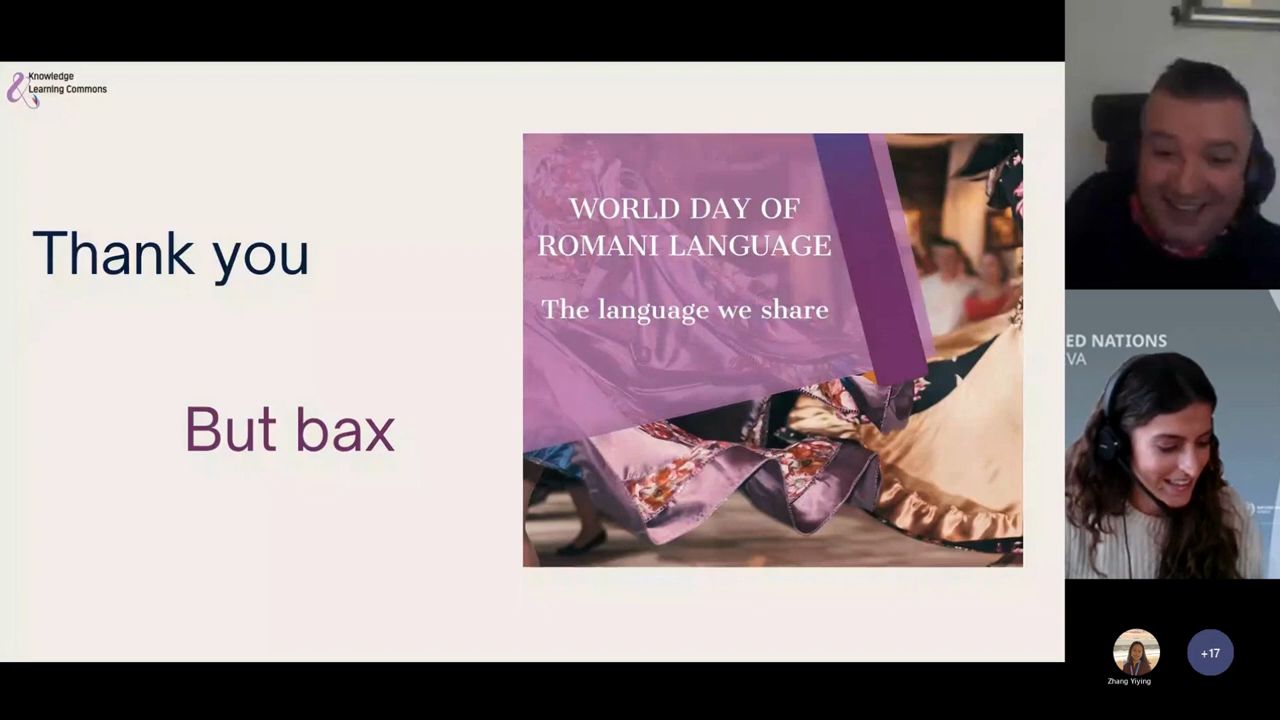 Knowledge
Learning Commons
Thank you
But bax
WORLD DAY OF
ROMANI LANGUAGE
The language we share
ED NATIONS
VA
Zhang Yiying
+17